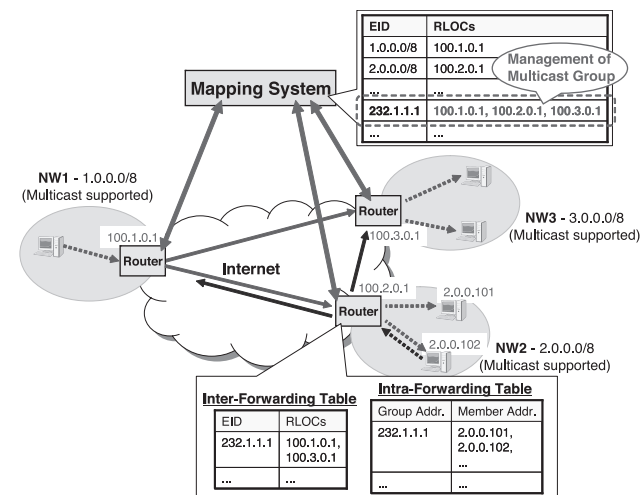 EID RLOCs
1.0.0.0/8 100.1.0.1
2.0.0.0/8 100.2.0.1
... ...
232.1.1.1 100.1.0.1, 100.2.0.1, 100.3.0.1
... ...
Management of
Multicast Group
Mapping System
NW1 - 1.0.0.0/8
(Multicast supported)
100.1.0.1
Router
Internet
Router
100.3.0.1
NW3 - 3.0.0.0/8
(Multicast supported)
100.2.0.1
Router
2.0.0.101
2.0.0.102
NW2 - 2.0.0.0/8
(Multicast supported)
Inter-Forwarding Table
EID RLOCs
232.1.1.1 100.1.0.1,
100.3.0.1
... ...
Intra-Forwarding Table
Group Addr. Member Addr.
232.1.1.1 2.0.0.101,
2.0.0.102,
...
... ...